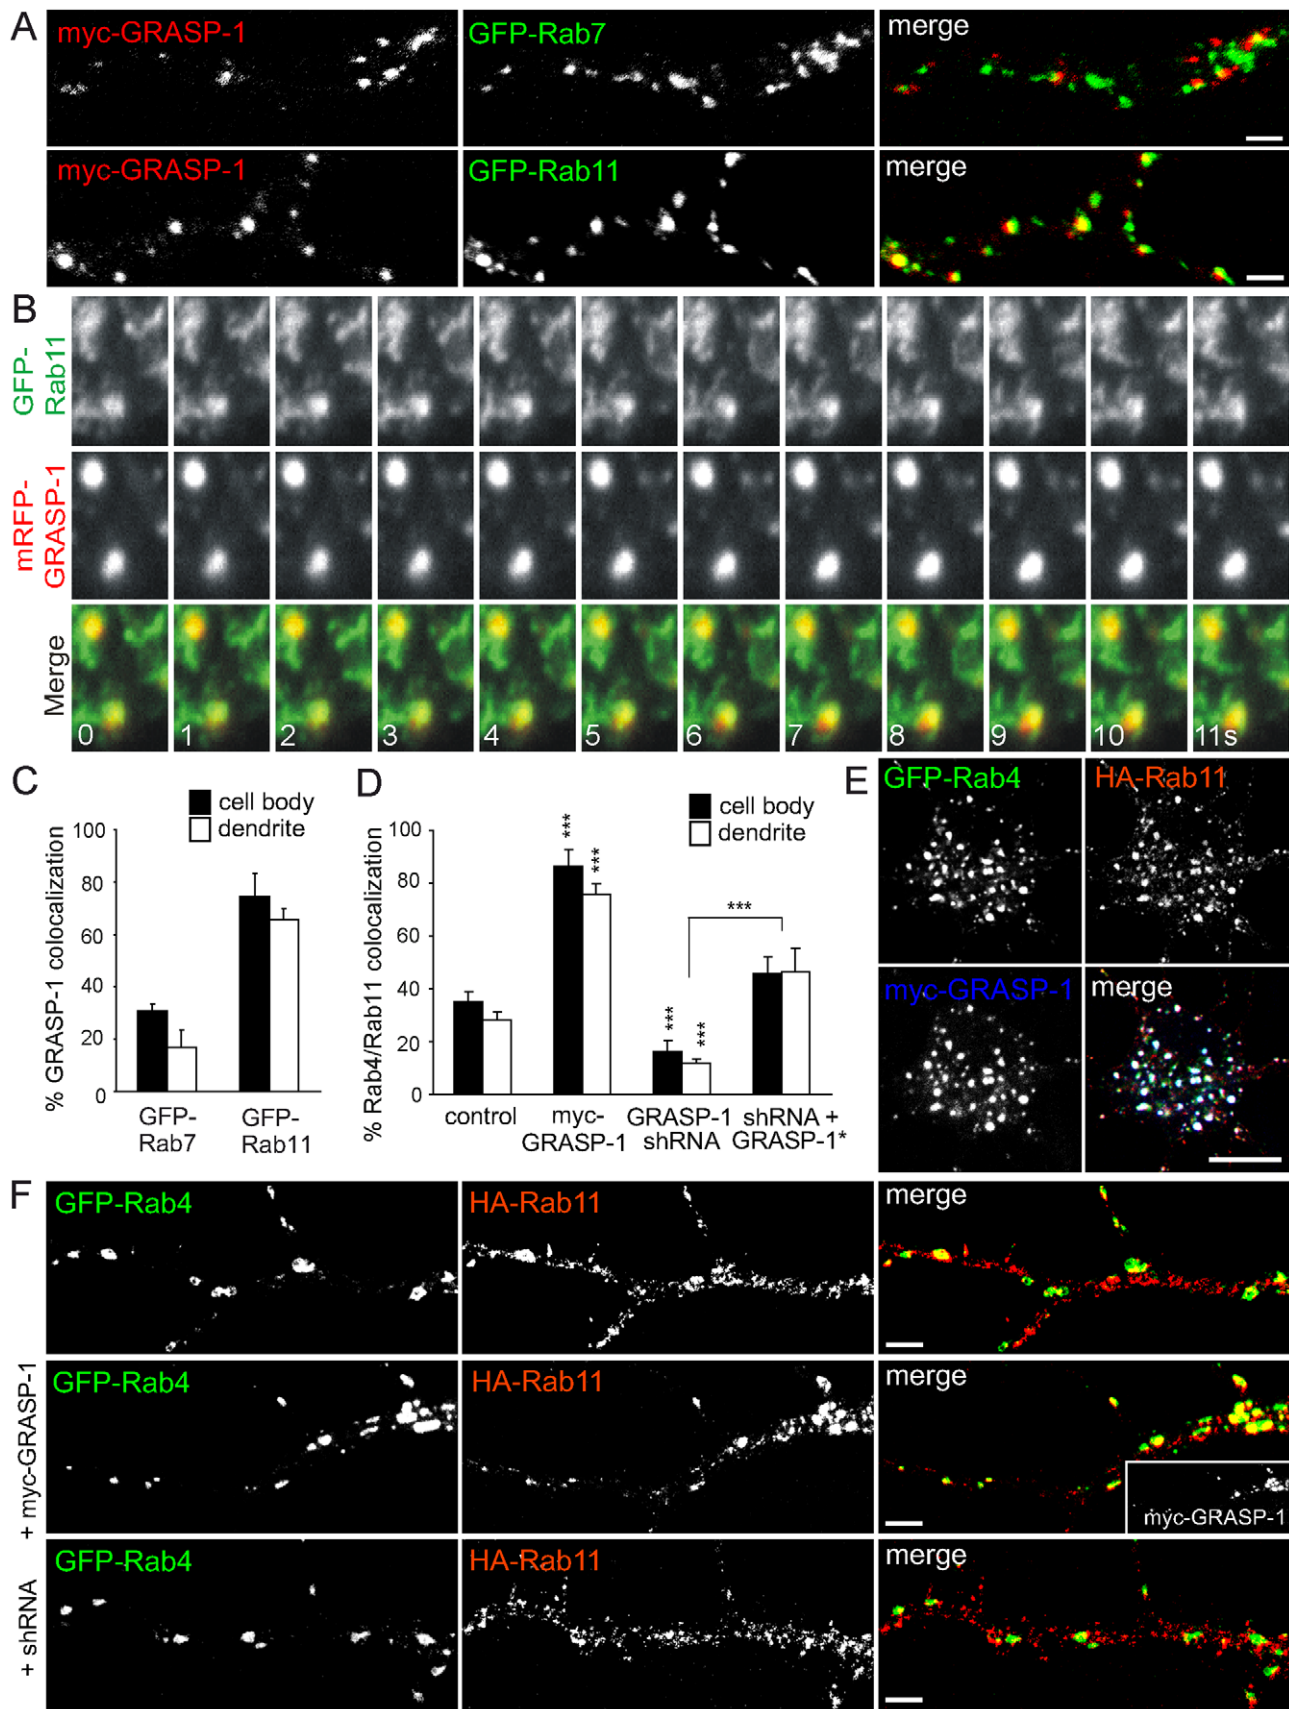 A
myc-GRASP-1
GFP-Rab7
merge
myc-GRASP-1
GFP-Rab11
merge
B
GFP-
Rab11
mRFP-
GRASP-1
Merge
0 1 2 3 4 5 6 7 8 9 10 11s
C
cell body
dendrite
% GRASP-1 colocalization
100
80
60
40
20
0
GFP-
Rab7
GFP-
Rab11
D
cell body
dendrite
% Rab4/Rab11 colocalization
100
80
60
40
20
0
***
***
***
***
***
control
myc-
GRASP-1
GRASP-1
shRNA
shRNA +
GRASP-1*
E
GFP-Rab4
HA-Rab11
myc-GRASP-1
merge
F
GFP-Rab4
HA-Rab11
merge
+ myc-GRASP-1
GFP-Rab4
HA-Rab11
merge
myc-GRASP-1
+ shRNA
GFP-Rab4
HA-Rab11
merge